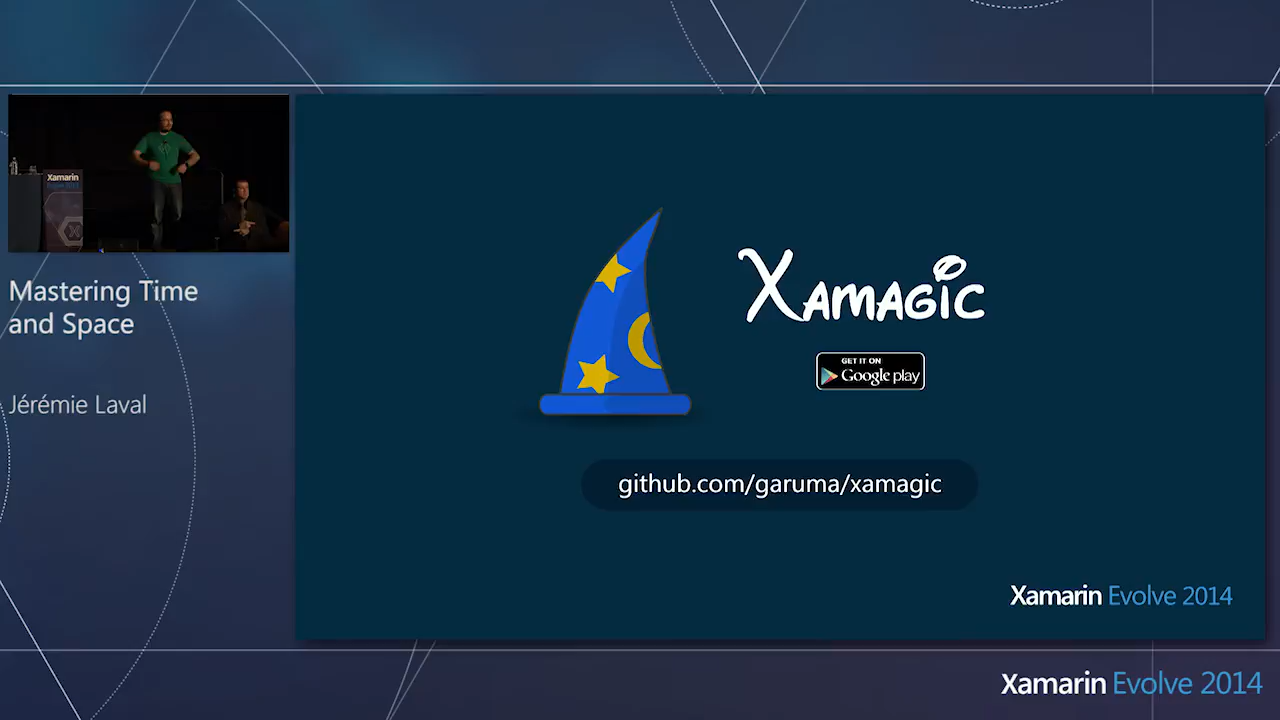 Xamarin
Mastering Time
and Space
Jérémie Laval
Xamagic
GET IT ON
Google play
github.com/garuma/xamagic
Xamarin Evolve 2014
Xamarin Evolve 2014